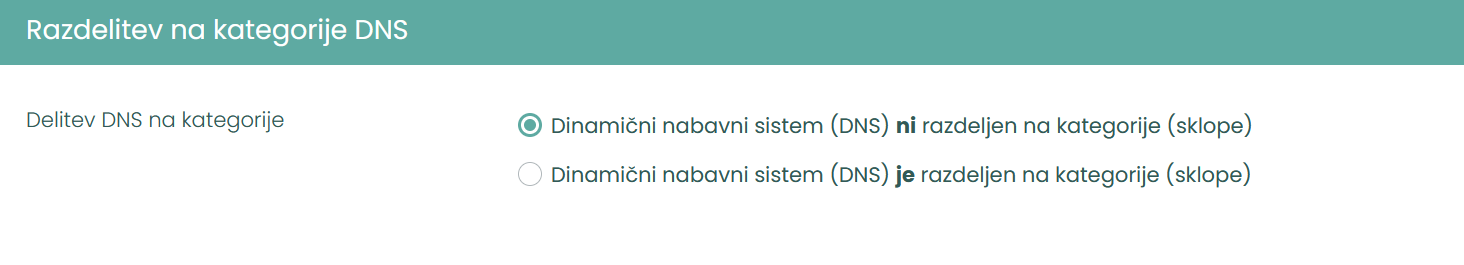 Razdelitev na kategorije DNS
Delitev DNS na kategorije
Dinamični nabavni sistem (DNS) ni razdeljen na kategorije (sklope)
Dinamični nabavni sistem (DNS) je razdeljen na kategorije (sklope)